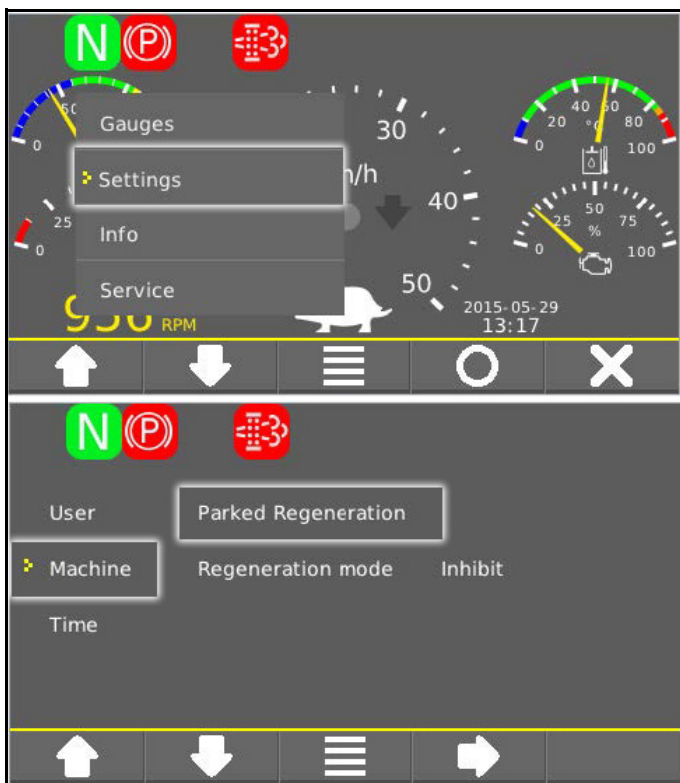 N (P)
Gauges
Settings
Info
Service
0
25
0
30
40
50
RPM
0 20 40 60 80 100
°C
0 25 50 75 100
%
2015-05-29
13:17
N (P)
User
Parked Regeneration
Machine
Regeneration mode Inhibit
Time